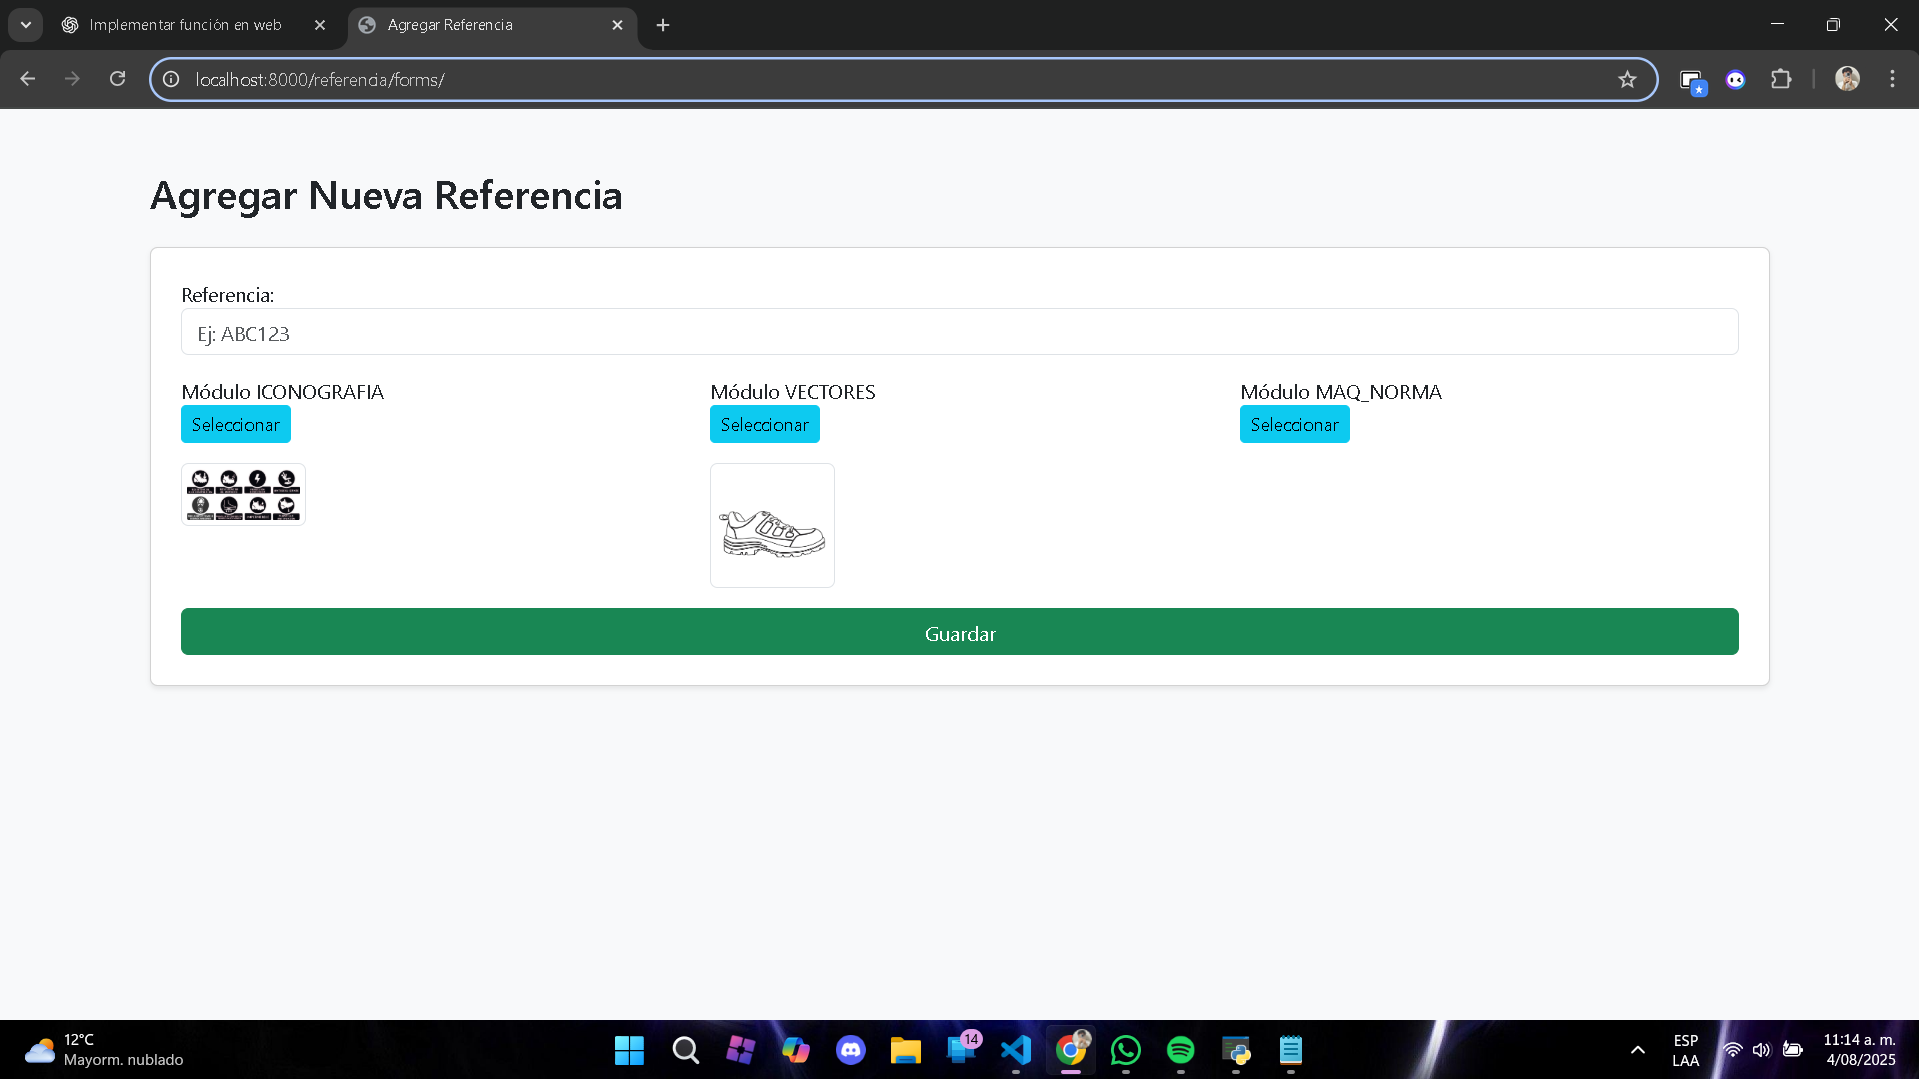 Implementar función en web
Agregar Referencia
localhost:8000/referencia/forms/
Agregar Nueva Referencia
Referencia:
Ej: ABC123
Módulo ICONOGRAFIA
Módulo VECTORES
Módulo MAQ_NORMA
Seleccionar
Seleccionar
Seleccionar
Guardar
12°C
Mayorm. nublado
14
ESP
LAA
11:14 a. m.
4/08/2025